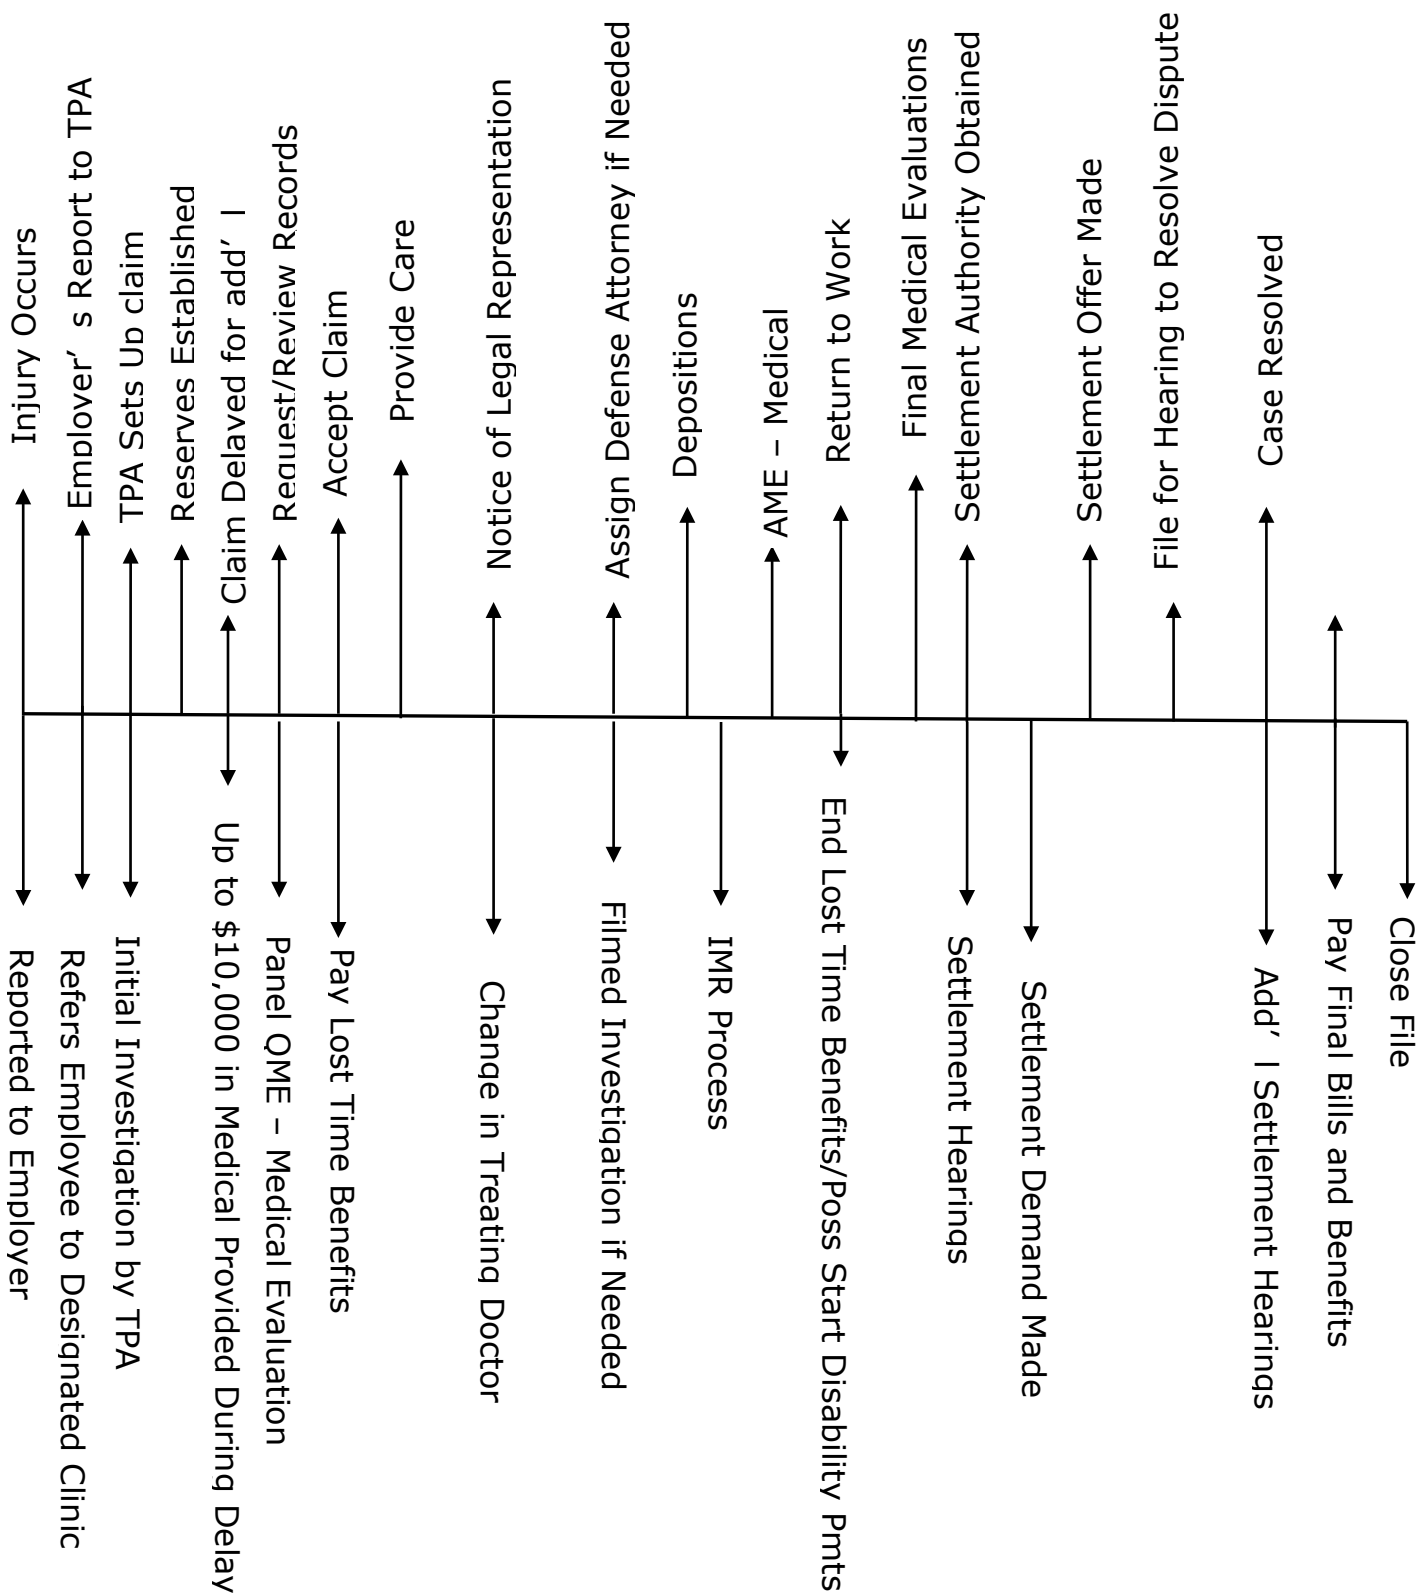 Injury Occurs
Employer’s Report to TPA
TPA Sets Up claim
Reserves Established
Claim Delayed for add’l
Request/Review Records
Accept Claim
Provide Care
Notice of Legal Representation
Assign Defense Attorney if Needed
Depositions
AME – Medical
Return to Work
Final Medical Evaluations
Settlement Authority Obtained
Settlement Offer Made
File for Hearing to Resolve Dispute
Case Resolved
Reported to Employer
Refers Employee to Designated Clinic
Initial Investigation by TPA
Up to $10,000 in Medical Provided During Delay
Panel QME – Medical Evaluation
Pay Lost Time Benefits
Change in Treating Doctor
Filmed Investigation if Needed
IMR Process
End Lost Time Benefits/Poss Start Disability Pmts
Settlement Hearings
Settlement Demand Made
Add’l Settlement Hearings
Pay Final Bills and Benefits
Close File